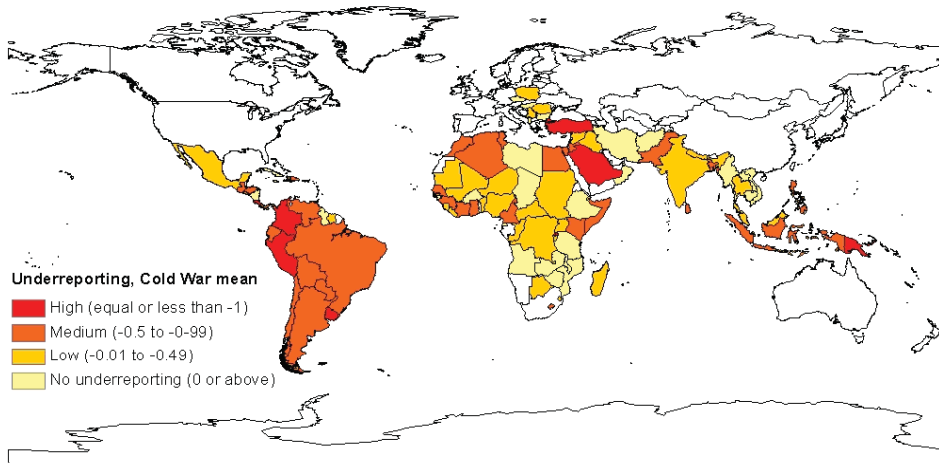 Underreporting, Cold War mean
High (equal or less than -1)
Medium (-0.5 to -0-99)
Low (-0.01 to -0.49)
No underreporting (0 or above)